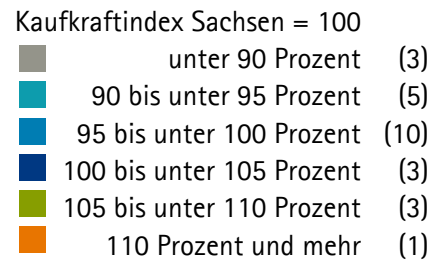 Kaufkraftindex Sachsen = 100
unter 90 Prozent (3)
90 bis unter 95 Prozent (5)
95 bis unter 100 Prozent (10)
100 bis unter 105 Prozent (3)
105 bis unter 110 Prozent (3)
110 Prozent und mehr (1)